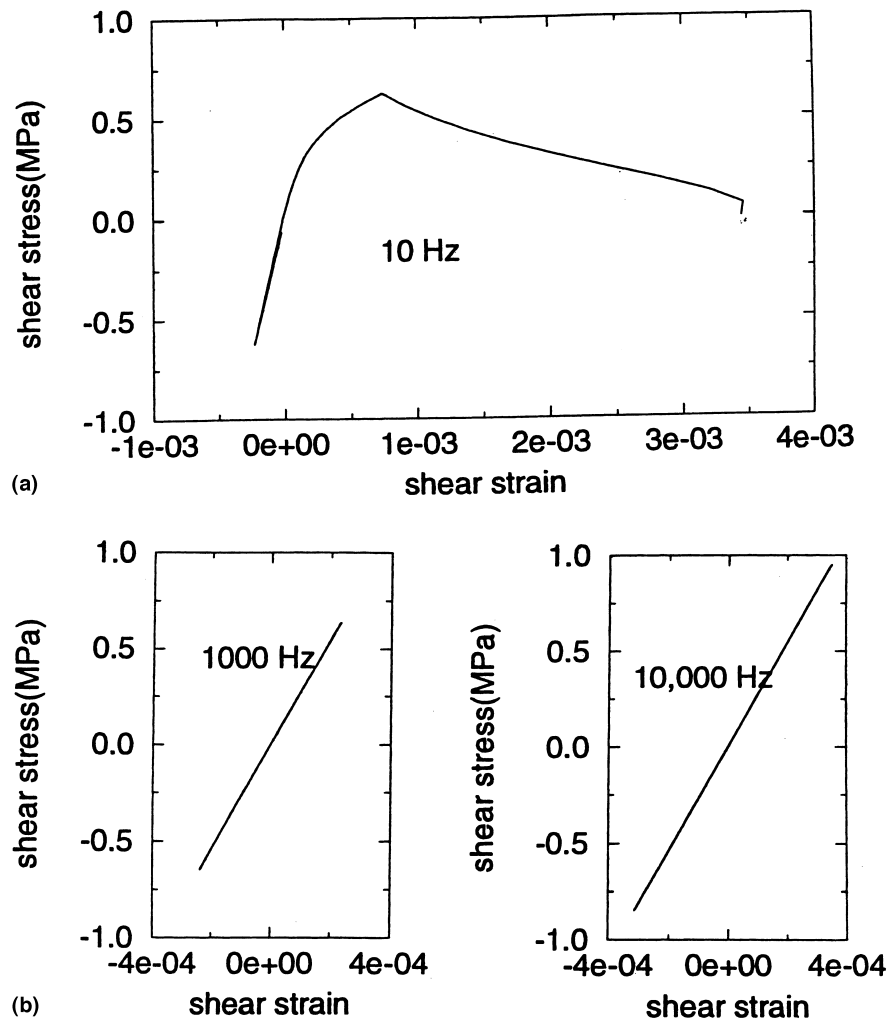 1.0
0.5
0.0
-0.5
-1.0
shear stress(MPa)
10 Hz
-1e-03 0e+00 1e-03 2e-03 3e-03 4e-03
shear strain
(a)
1.0
0.5
0.0
-0.5
-1.0
shear stress(MPa)
1000 Hz
-4e-04 0e+00 4e-04
shear strain
1.0
0.5
0.0
-0.5
-1.0
shear stress(MPa)
10,000 Hz
-4e-04 0e+00 4e-04
shear strain
(b)